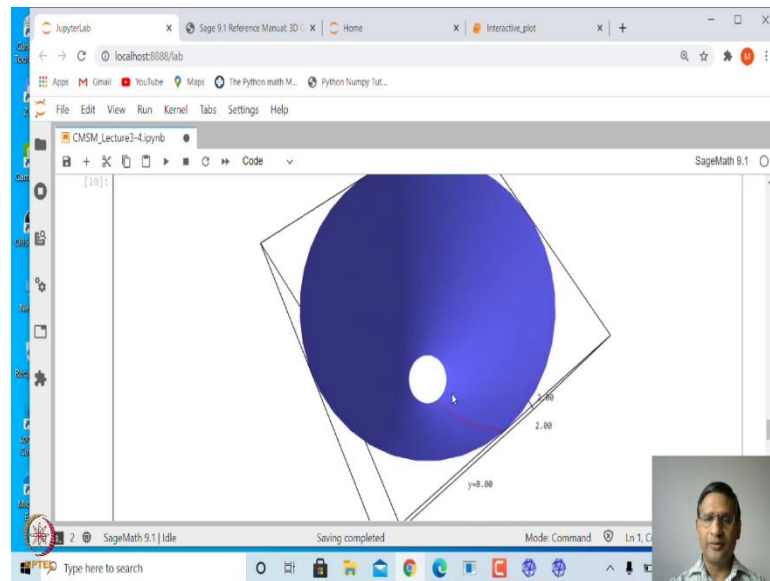 JupyterLab
Sage 9.1 Reference Manual: 3D
Home
Interactive_plot
localhost:8888/lab
M
Apps
Gmail
YouTube
Maps
The Python math M...
Python Numpy Tut...
File Edit View Run Kernel Tabs Settings Help
CMSM_Lecture3-4.ipynb
Code
SageMath 9.1
[10]:
2.00
2.00
y=0.00
2
SageMath 9.1 | Idle
Saving completed
Mode: Command
Ln 1,
NPTEL
Type here to search